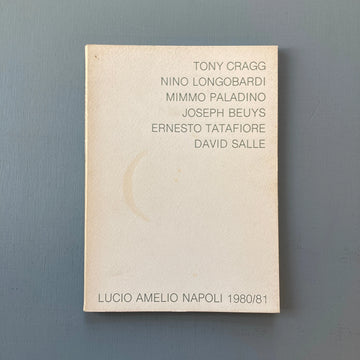 TONY CRAGG
NINO LONGOBARDI
MIMMO PALADINO
JOSEPH BEUYS
ERNESTO TATAFIORE
DAVID SALLE
LUCIO AMELIO NAPOLI 1980/81